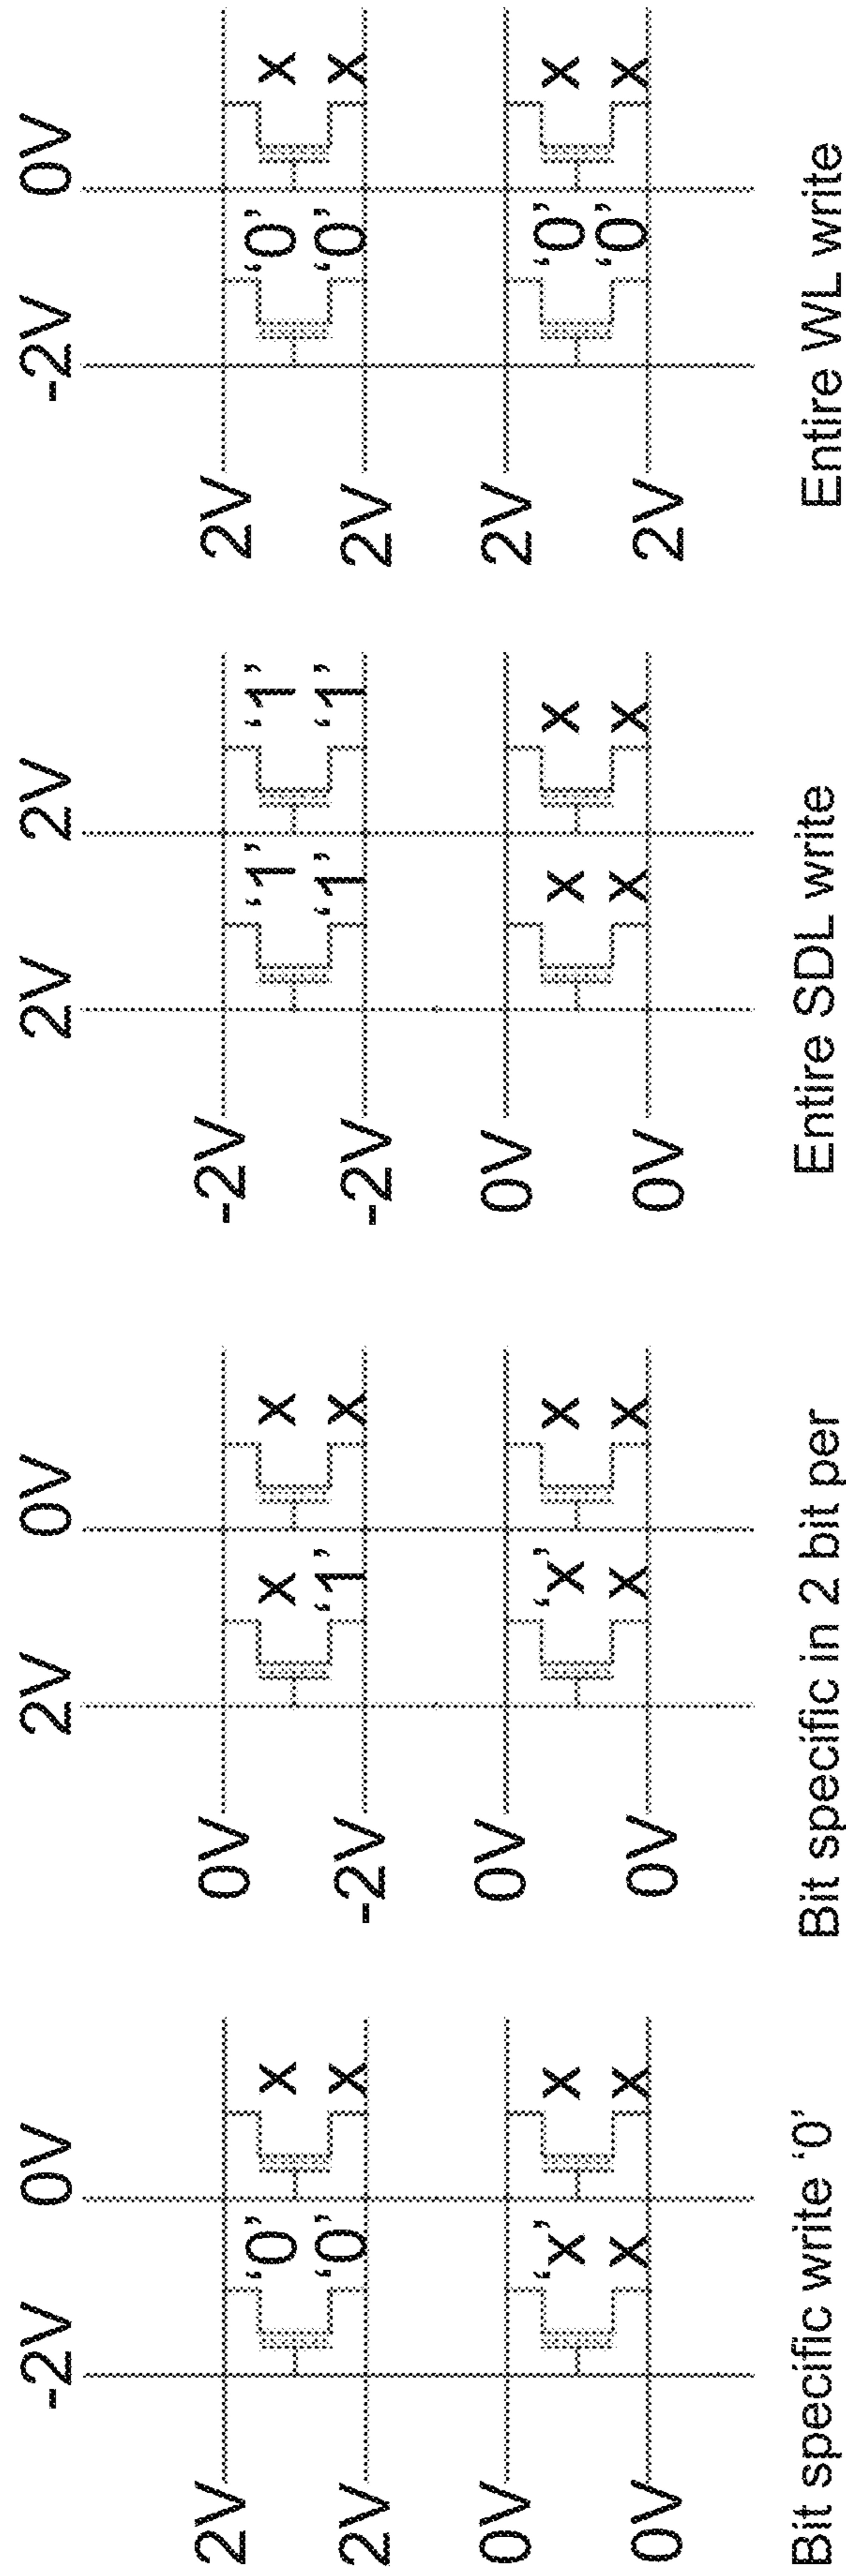 -2V 0V
2V ‘0’ x
2V ‘0’ x
0V ‘x’ x
0V x x
Bit specific write ‘0’
2V 0V
0V x x
-2V ‘1’ x
0V ‘x’ x
0V x x
Bit specific in 2 bit per
2V 2V
-2V ‘1’ ‘1’
-2V ‘1’ ‘1’
0V x x
0V x x
Entire SDL write
-2V 0V
2V ‘0’ x
2V ‘0’ x
2V ‘0’ x
2V ‘0’ x
Entire WL write